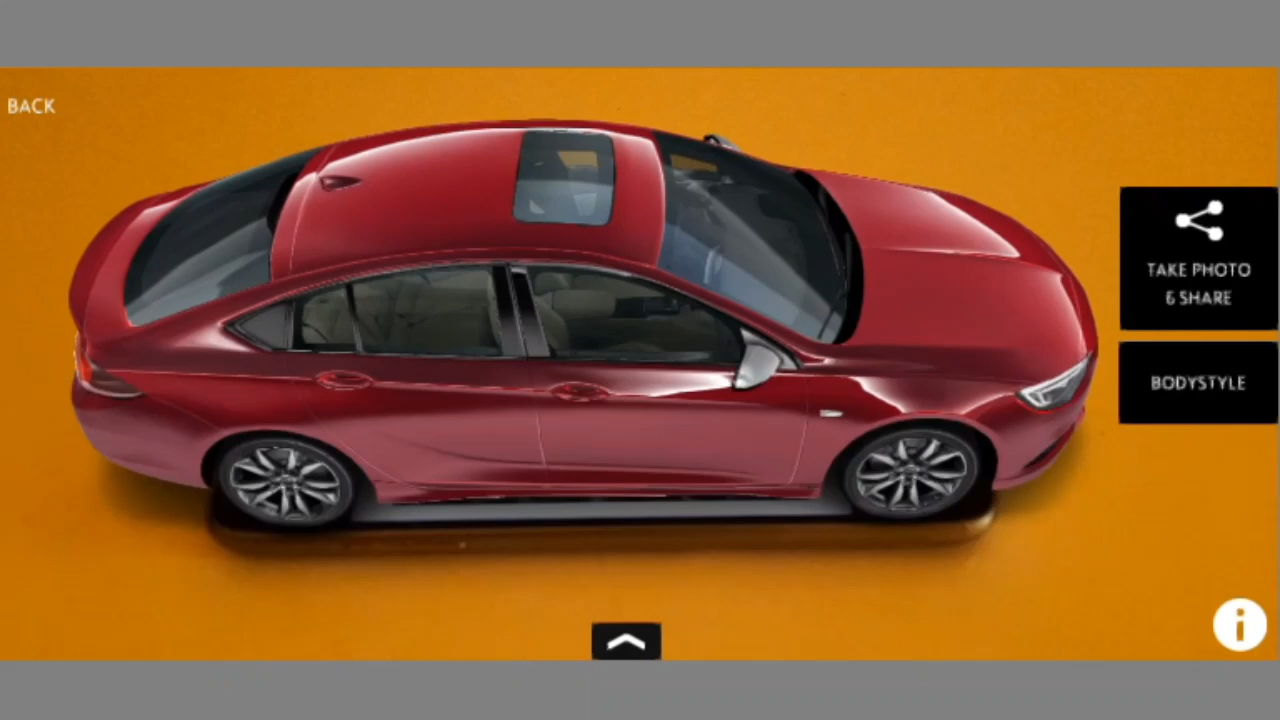 BACK
TAKE PHOTO
& SHARE
BODYSTYLE
i